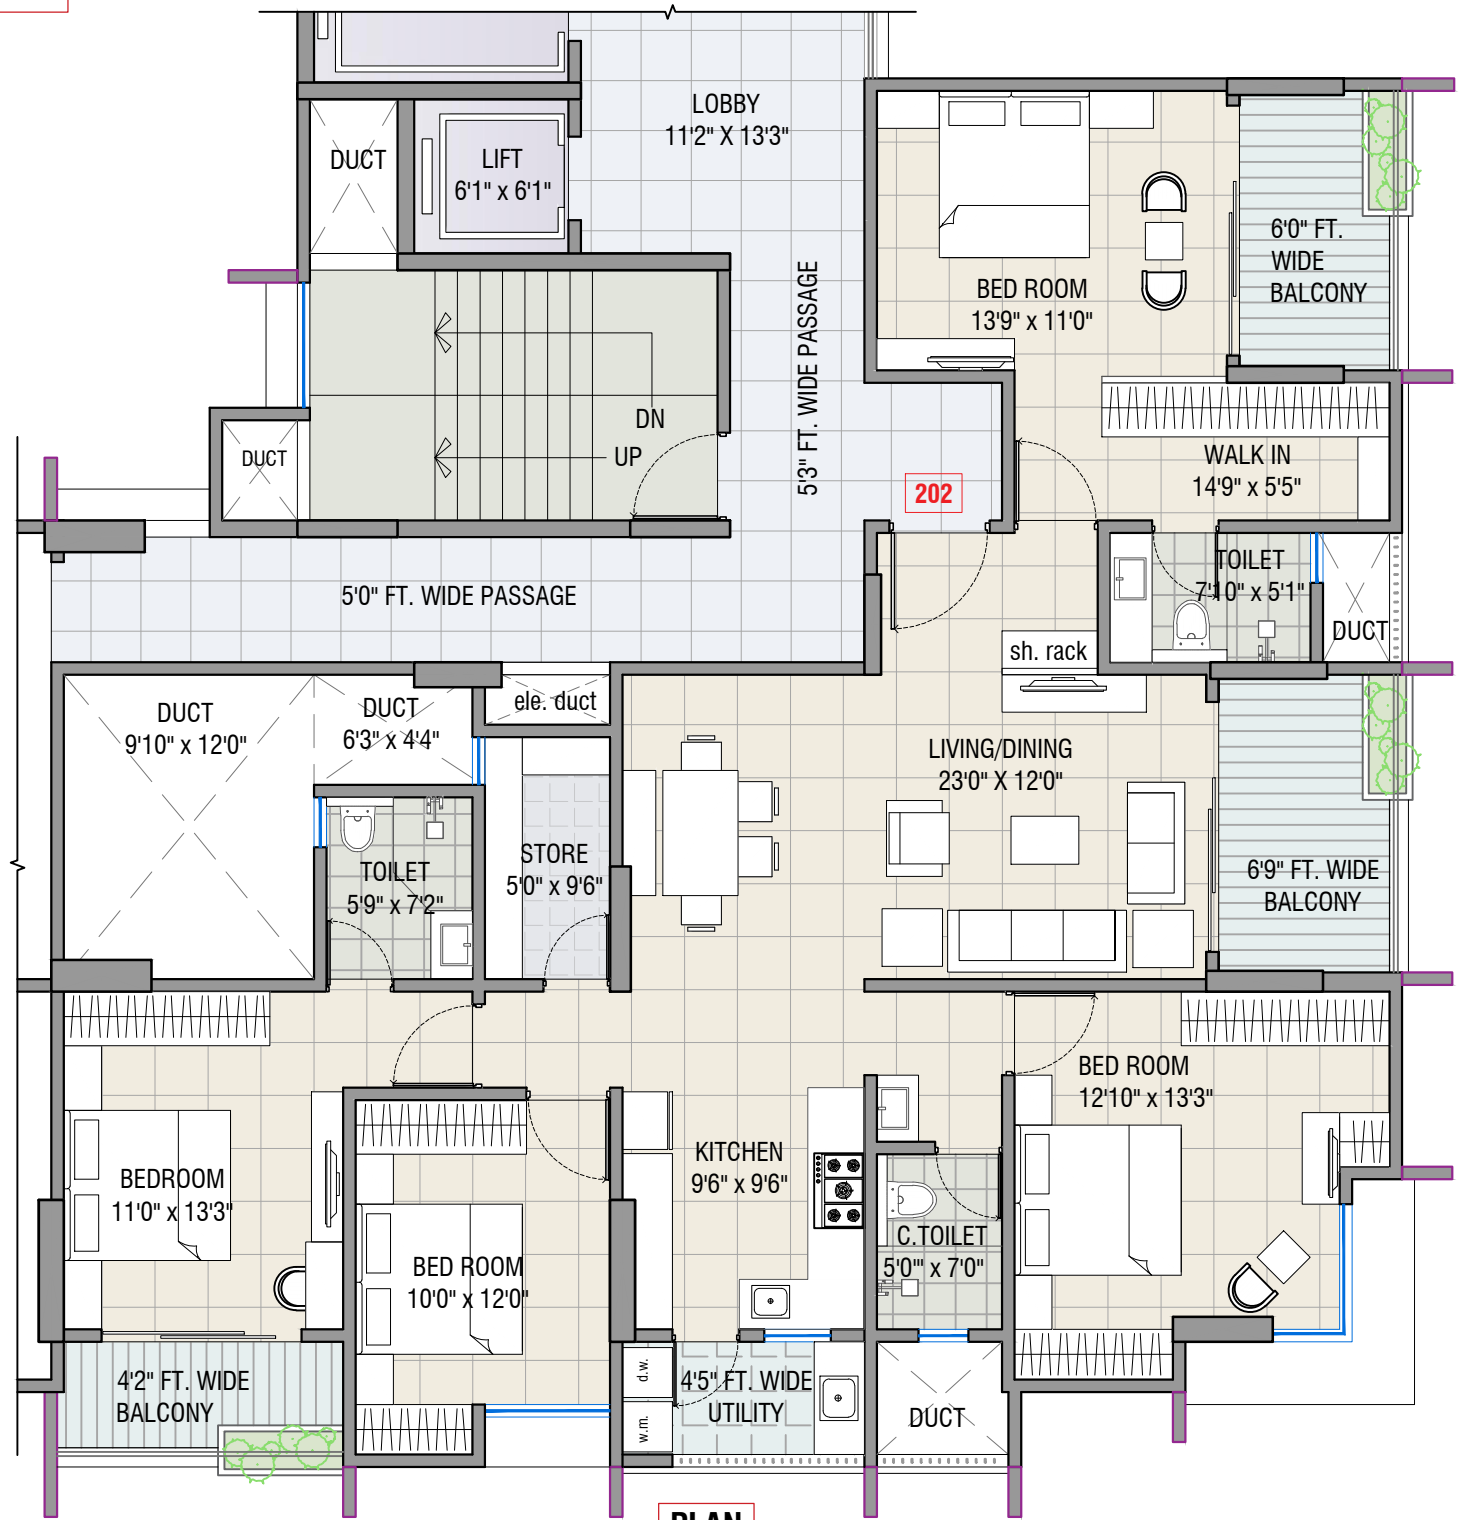 LOBBY
11'2" X 13'3"
DUCT
LIFT
6'1" x 6'1"
6'0" FT.
WIDE
BALCONY
BED ROOM
13'9" x 11'0"
5'3" FT. WIDE PASSAGE
DN
UP
DUCT
WALK IN
14'9" x 5'5"
202
TOILET
7'10" x 5'1"
DUCT
5'0" FT. WIDE PASSAGE
sh. rack
ele. duct
DUCT
9'10" x 12'0"
DUCT
6'3" x 4'4"
LIVING/DINING
23'0" X 12'0"
STORE
5'0" x 9'6"
TOILET
5'9" x 7'2"
6'9" FT. WIDE
BALCONY
BED ROOM
12'10" x 13'3"
KITCHEN
9'6" x 9'6"
BEDROOM
11'0" x 13'3"
C.TOILET
5'0'" x 7'0"
BED ROOM
10'0" x 12'0"
4'2" FT. WIDE
BALCONY
d.w.
w.m.
4'5" FT. WIDE
UTILITY
DUCT